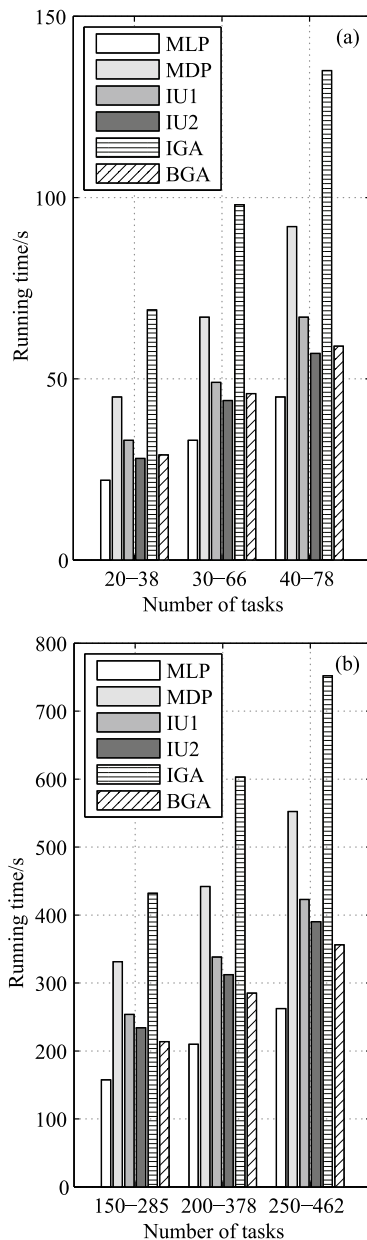 150
(a)
MLP
MDP
IU1
IU2
IGA
BGA
100
Running time/s
50
0
20−38 30−66 40−78
Number of tasks
800
(b)
MLP
MDP
IU1
IU2
IGA
BGA
700
600
500
400
Running time/s
300
200
100
0
150−285 200−378 250−462
Number of tasks